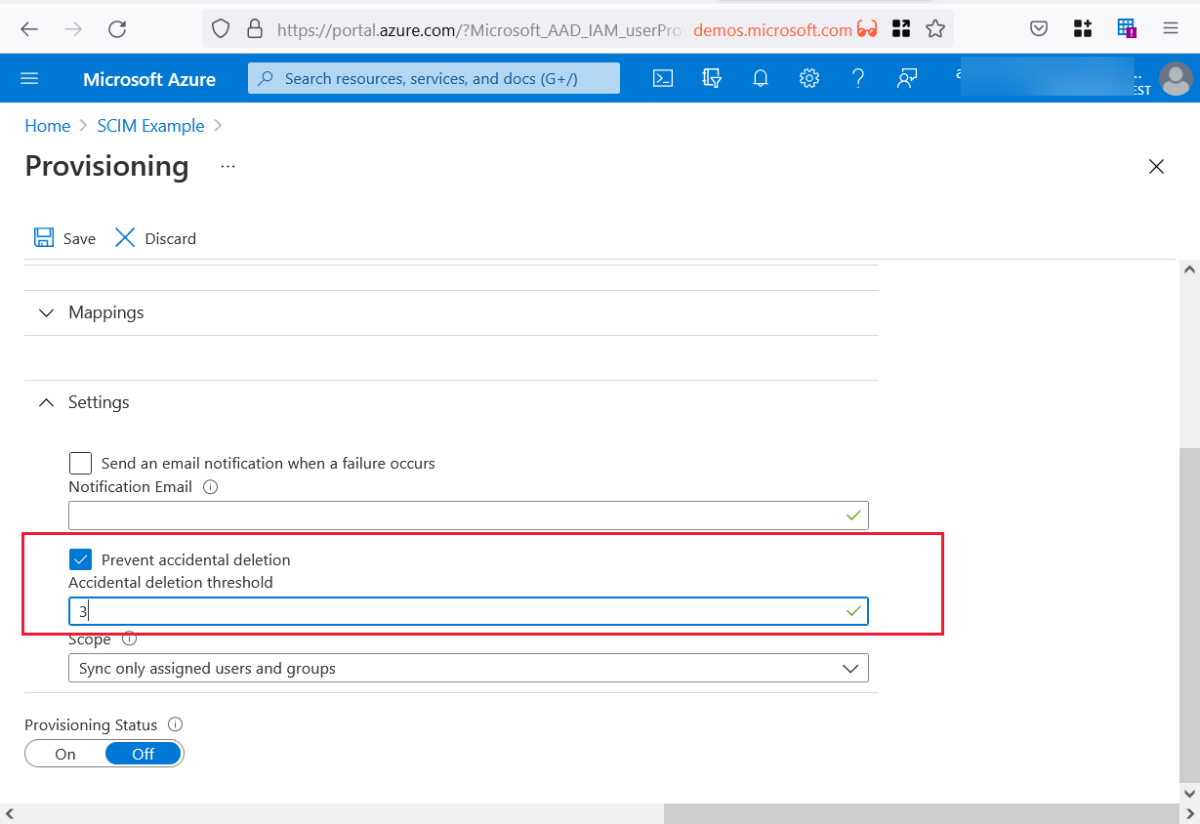 https://portal.azure.com/?Microsoft_AAD_IAM_userPro demos.microsoft.com
Microsoft Azure Search resources, services, and docs (G+/)
Home > SCIM Example >
Provisioning ...
Save Discard
Mappings
Settings
Send an email notification when a failure occurs
Notification Email
Prevent accidental deletion
Accidental deletion threshold
3
Scope
Sync only assigned users and groups
Provisioning Status
On Off